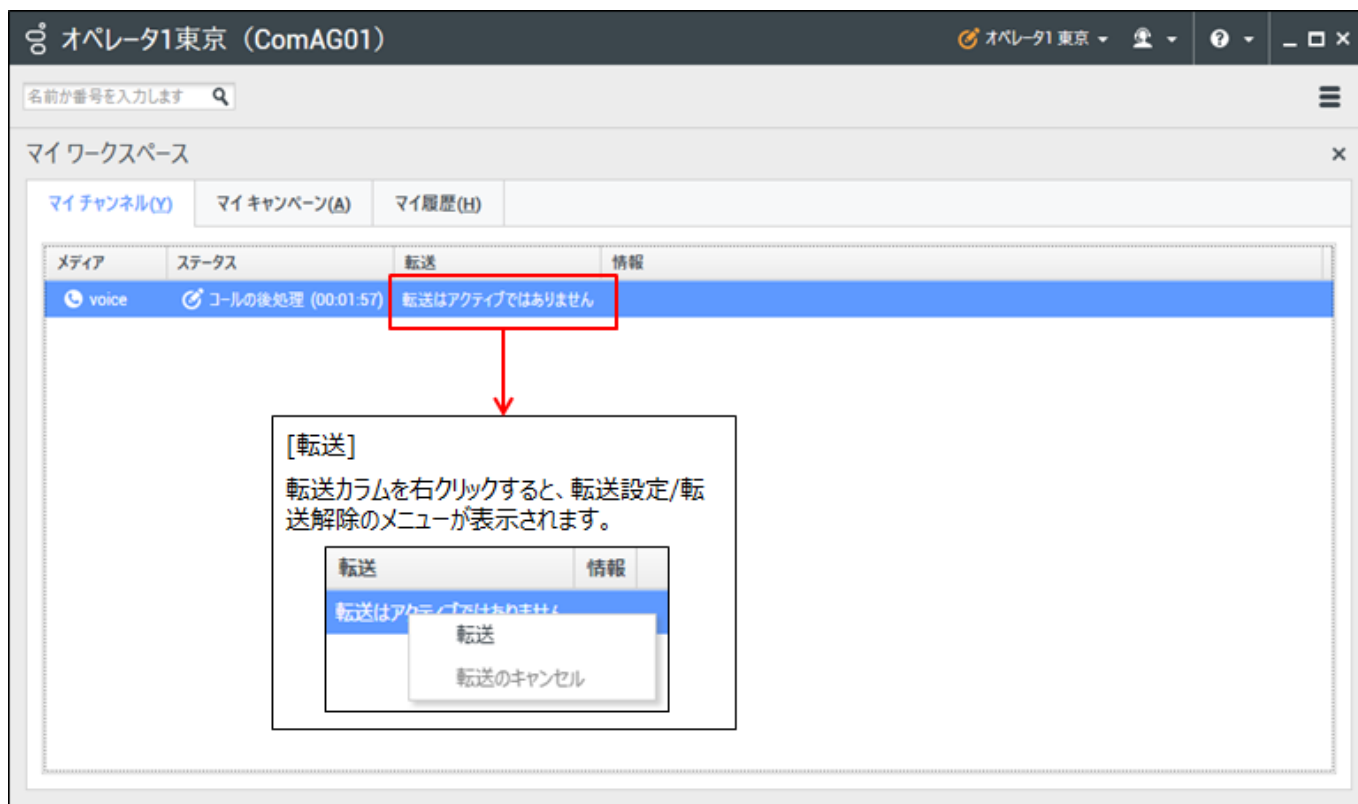 オペレータ1東京（ComAG01）
オペレータ1 東京
名前か番号を入力します
マイ ワークスペース
マイ チャンネル(Y) マイ キャンペーン(A) マイ履歴(H)
メディア ステータス 転送 情報
voice コールの後処理 (00:01:57) 転送はアクティブではありません
[転送]
転送カラムを右クリックすると、転送設定/転
送解除のメニューが表示されます。
転送 情報
転送はアクティブではありません
転送
転送のキャンセル